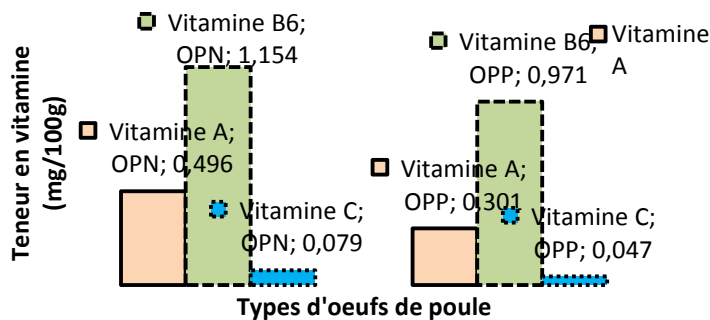 Teneur en vitamine
(mg/100g)
Vitamine A;
OPN; 0,496
Vitamine B6;
OPN; 1,154
Vitamine C;
OPN; 0,079
Vitamine A;
OPP; 0,301
Vitamine B6;
OPP; 0,971
Vitamine C;
OPP; 0,047
Vitamine
A
Types d'oeufs de poule